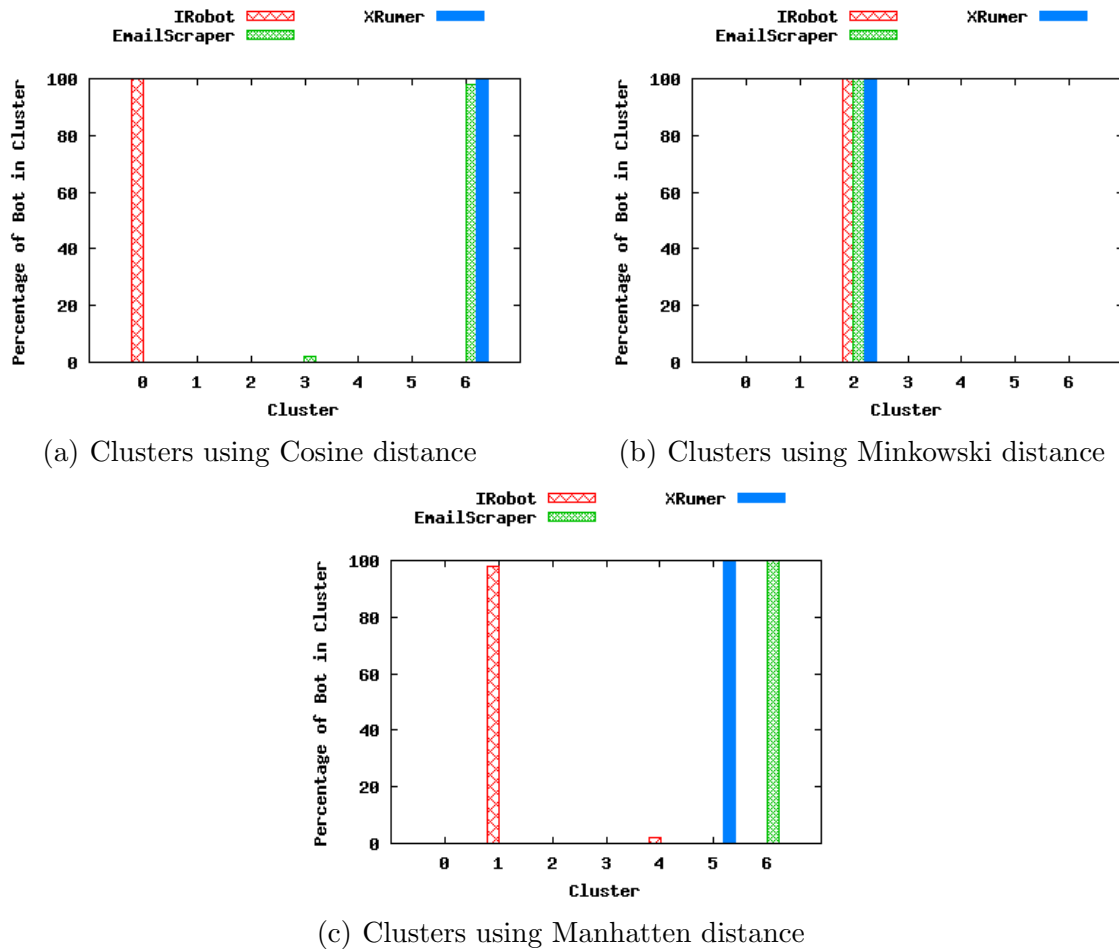 IRobot XRumer
EmailScraper
Percentage of Bot in Cluster
100
80
60
40
20
0
0 1 2 3 4 5 6
Cluster
(a) Clusters using Cosine distance
IRobot XRumer
EmailScraper
Percentage of Bot in Cluster
100
80
60
40
20
0
0 1 2 3 4 5 6
Cluster
(b) Clusters using Minkowski distance
IRobot XRumer
EmailScraper
Percentage of Bot in Cluster
100
80
60
40
20
0
0 1 2 3 4 5 6
Cluster
(c) Clusters using Manhatten distance